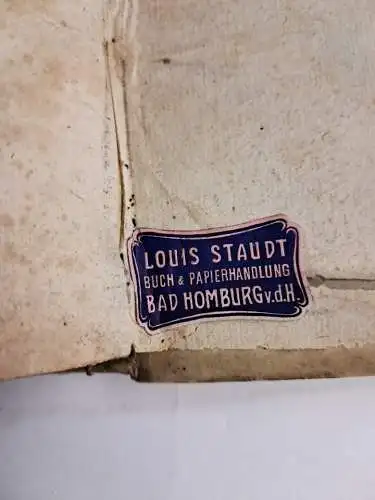 LOUIS STAUDT
BUCH & PAPIERHANDLUNG
BAD HOMBURG v.d.H.